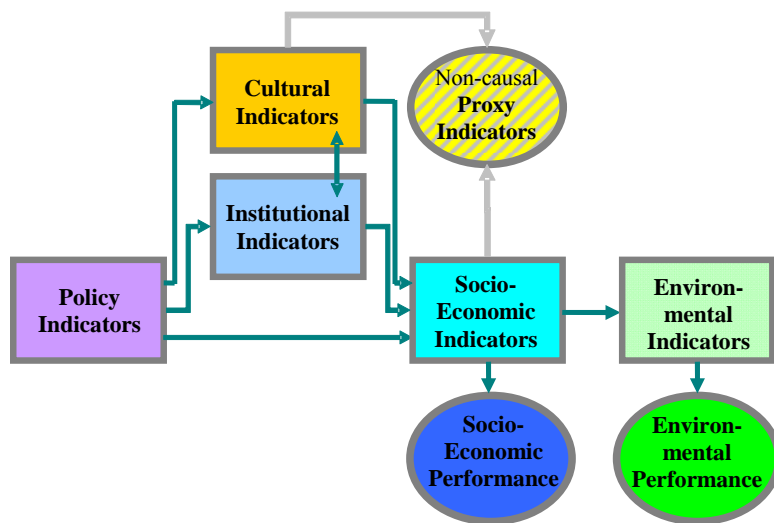 Cultural
Indicators
Non-causal
Proxy
Indicators
Institutional
Indicators
Policy
Indicators
Socio-
Economic
Indicators
Environ-
mental
Indicators
Socio-
Economic
Performance
Environ-
mental
Performance